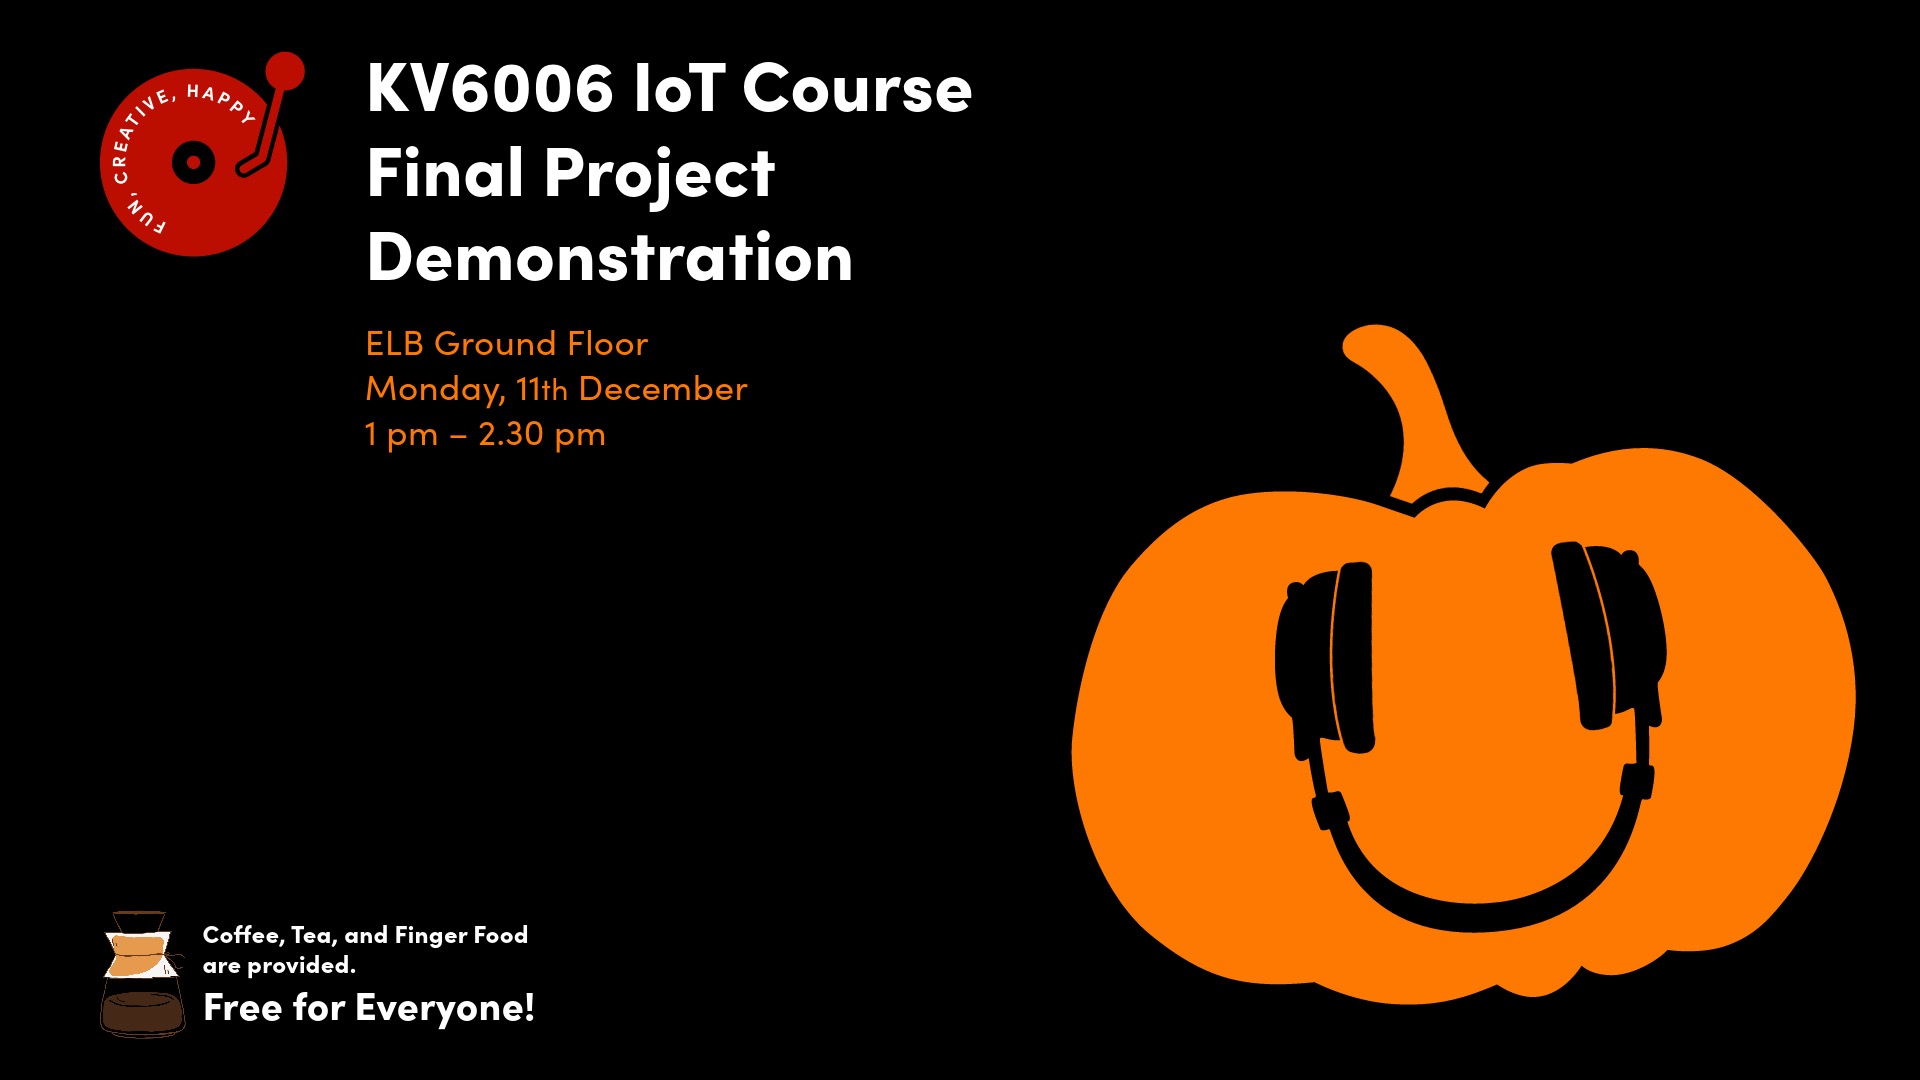 FUN, CREATIVE, HAPPY
KV6006 IoT Course
Final Project
Demonstration
ELB Ground Floor
Monday, 11th December
1 pm – 2.30 pm
Coffee, Tea, and Finger Food
are provided.
Free for Everyone!